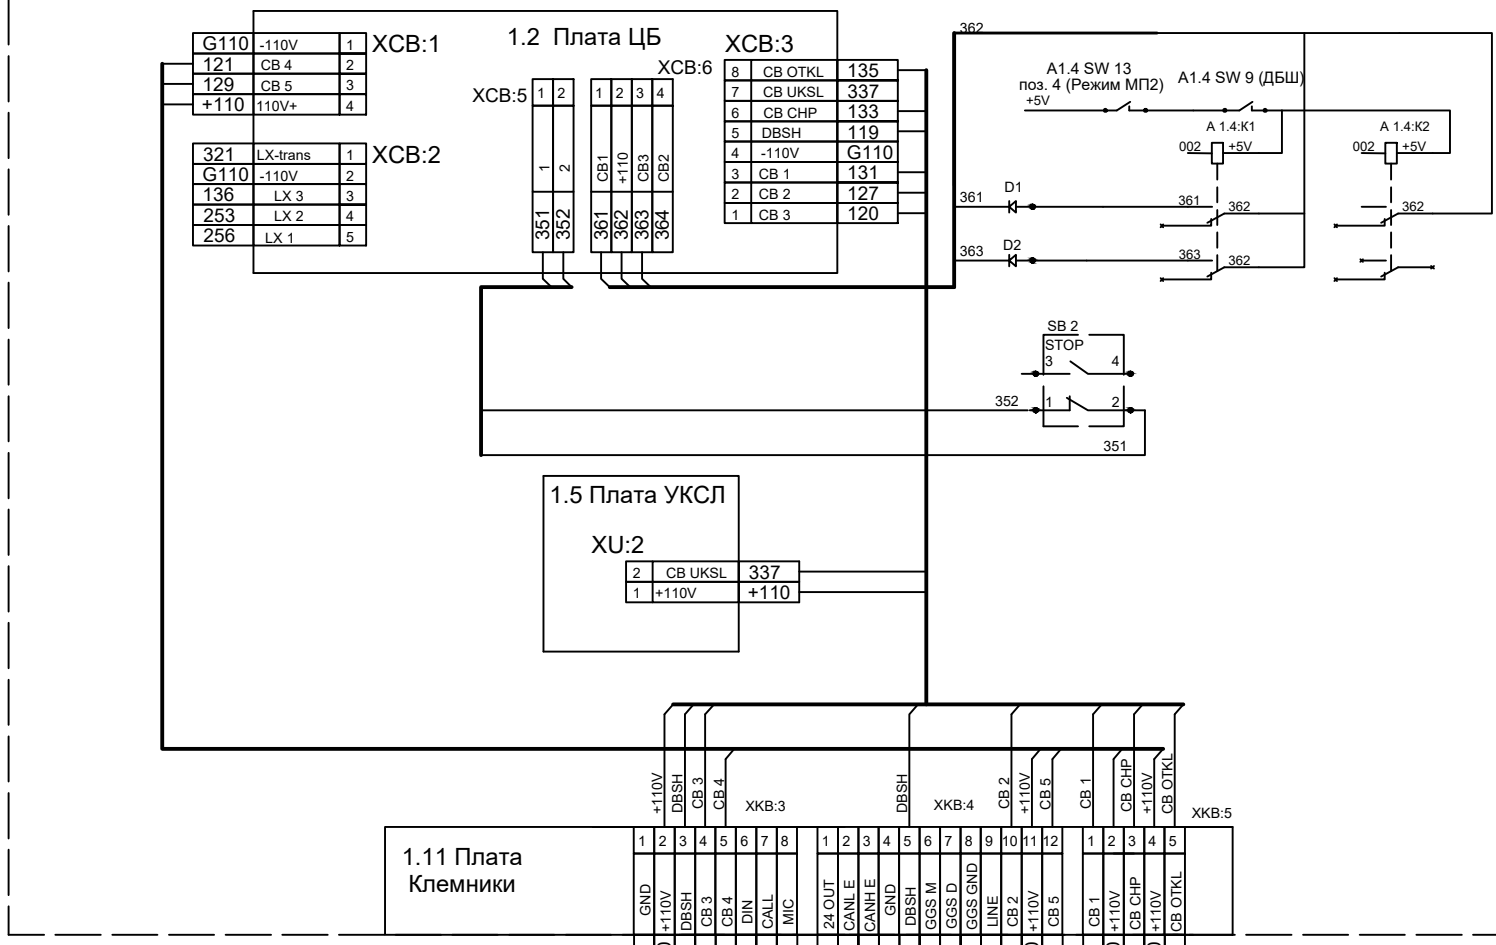 1.2 Плата ЦБ
XCB:1
G110 -110V 1
121 CB 4 2
129 CB 5 3
+110 110V+ 4
XCB:2
321 LX-trans 1
G110 -110V 2
136 LX 3 3
253 LX 2 4
256 LX 1 5
XCB:5
1 2
1 2
351 352
XCB:6
1 2 3 4
CB1 +110 CB3 CB2
361 362 363 364
XCB:3
8 CB OTKL 135
7 CB UKSL 337
6 CB CHP 133
5 DBSH 119
4 -110V G110
3 CB 1 131
2 CB 2 127
1 CB 3 120
362
A1.4 SW 13
поз. 4 (Режим МП2)
+5V
A1.4 SW 9 (ДБШ)
A 1.4:K1
002 +5V
A 1.4:K2
002 +5V
361 D1 361 362 362
363 D2 363 362
SB 2
STOP
3 4
352 1 2
351
1.5 Плата УКСЛ
XU:2
2 CB UKSL 337
1 +110V +110
+110V DBSH CB 3 CB 4 XKB:3 DBSH XKB:4 CB 2 +110V CB 5 CB 1 CB CHP +110V CB OTKL XKB:5
1.11 Плата
Клемники
1 2 3 4 5 6 7 8
GND +110V DBSH CB 3 CB 4 DIN CALL MIC
1 2 3 4 5 6 7 8 9 10 11 12
24 OUT CANL E CANH E GND DBSH GGS M GGS D GGS GND LINE CB 2 +110V CB 5
1 2 3 4 5
CB 1 +110V CB CHP +110V CB OTKL